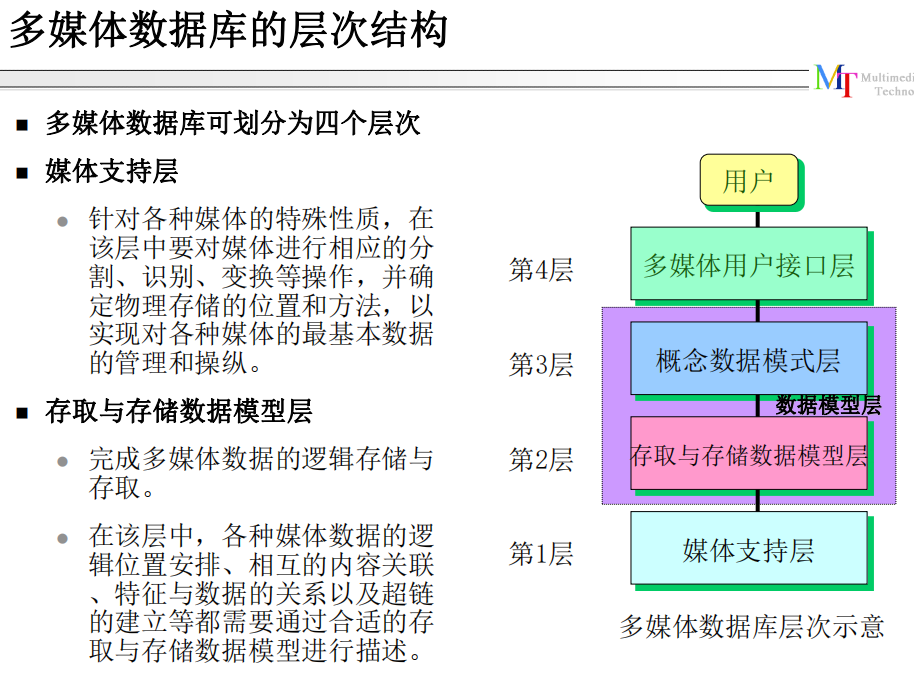 多媒体数据库的层次结构
MT Multimedi
Techno
多媒体数据库可划分为四个层次
媒体支持层
针对各种媒体的特殊性质，在
该层中要对媒体进行相应的分
割、识别、变换等操作，并确
定物理存储的位置和方法，以
实现对各种媒体的最基本数据
的管理和操纵。
存取与存储数据模型层
完成多媒体数据的逻辑存储与
存取。
在该层中，各种媒体数据的逻
辑位置安排、相互的内容关联
、特征与数据的关系以及超链
的建立等都需要通过合适的存
取与存储数据模型进行描述。
用户
第4层
多媒体用户接口层
第3层
概念数据模式层
数据模型层
第2层
存取与存储数据模型层
第1层
媒体支持层
多媒体数据库层次示意